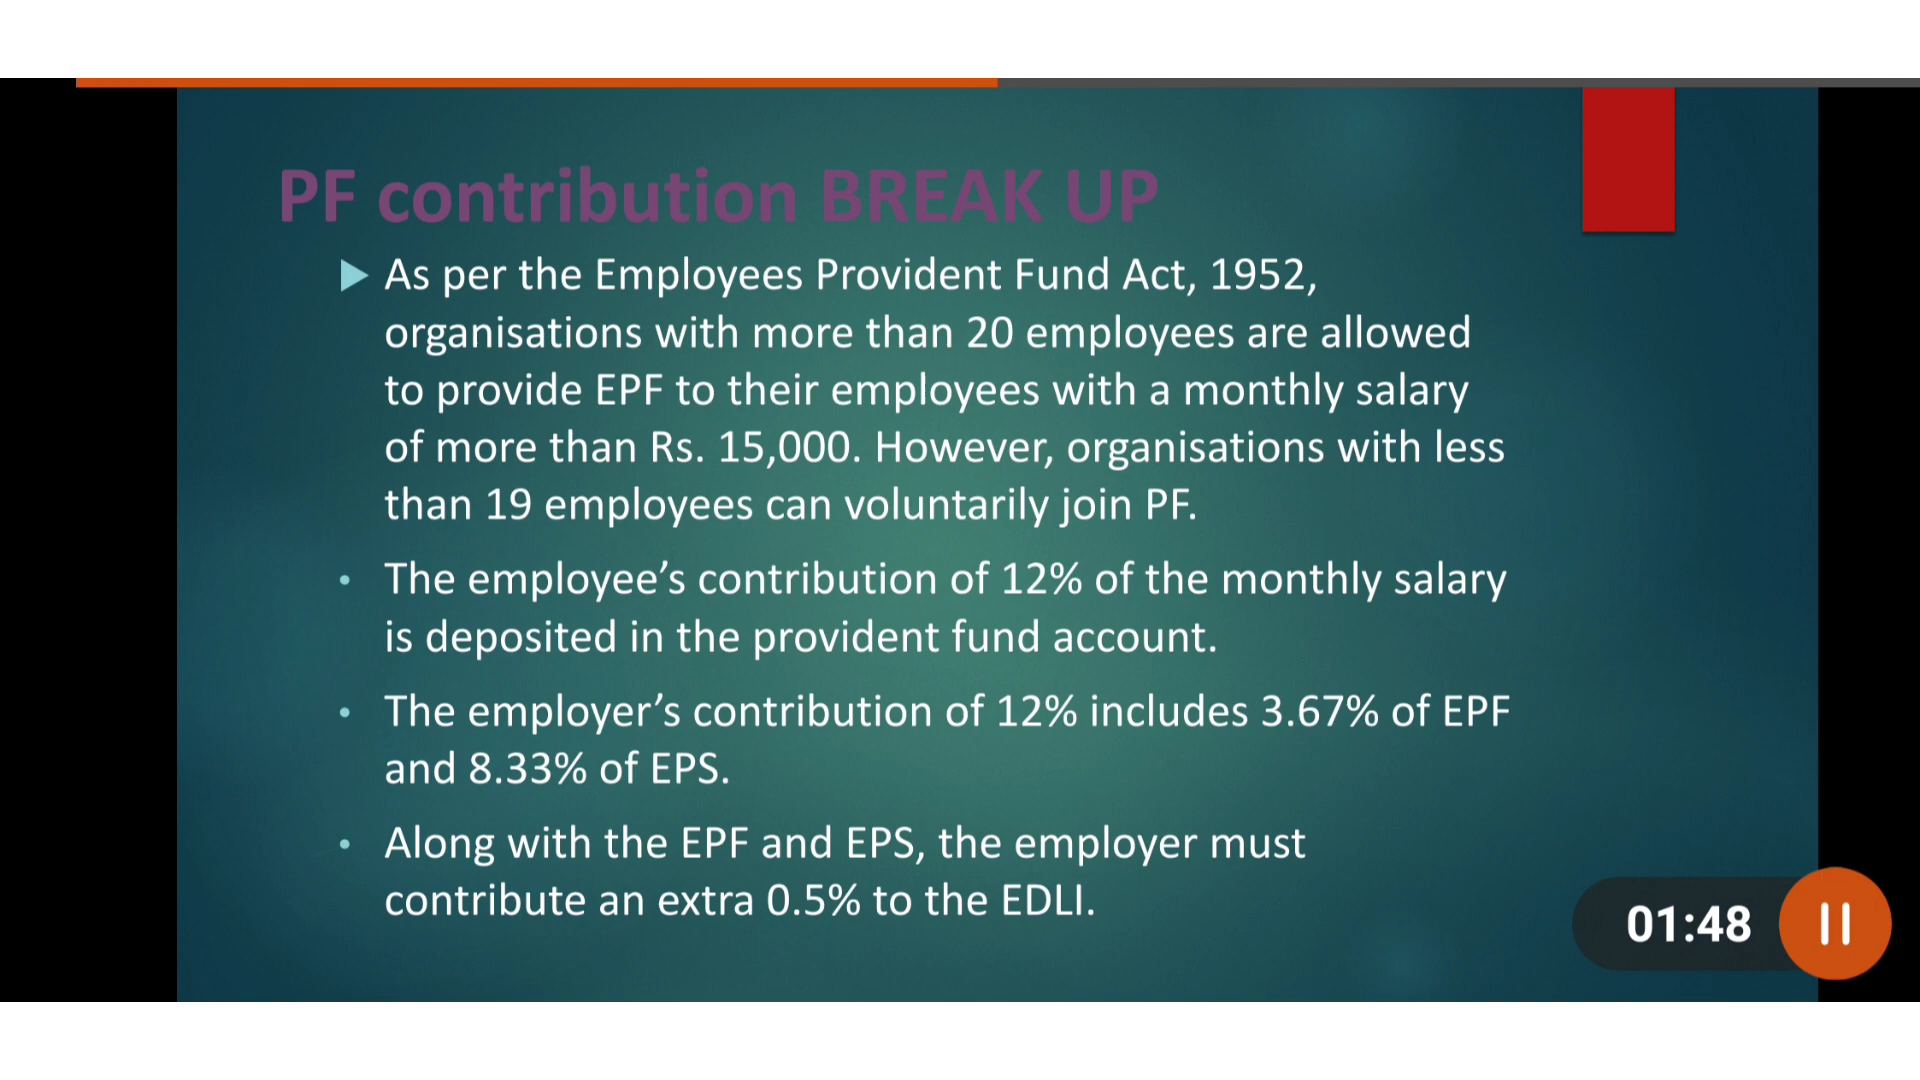 PF contribution BREAK UP
As per the Employees Provident Fund Act, 1952,
organisations with more than 20 employees are allowed
to provide EPF to their employees with a monthly salary
of more than Rs. 15,000. However, organisations with less
than 19 employees can voluntarily join PF.
• The employee’s contribution of 12% of the monthly salary
is deposited in the provident fund account.
• The employer’s contribution of 12% includes 3.67% of EPF
and 8.33% of EPS.
• Along with the EPF and EPS, the employer must
contribute an extra 0.5% to the EDLI.
01:48